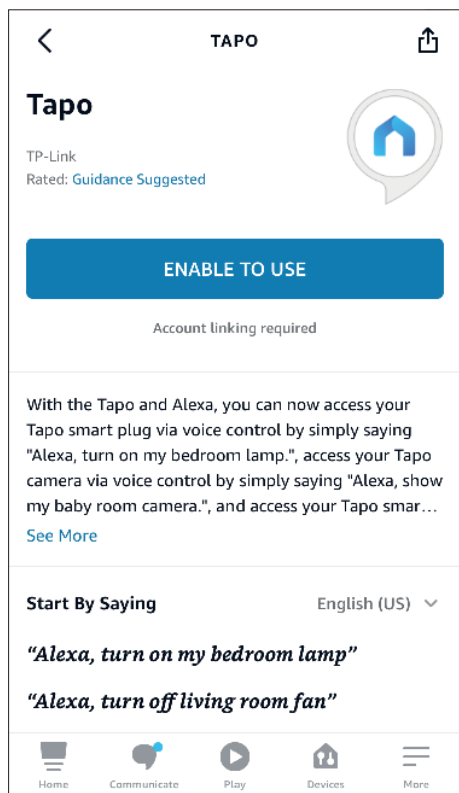 TAPO
Tapo
TP-Link
Rated: Guidance Suggested
ENABLE TO USE
Account linking required
With the Tapo and Alexa, you can now access your
Tapo smart plug via voice control by simply saying
"Alexa, turn on my bedroom lamp.", access your Tapo
camera via voice control by simply saying "Alexa, show
my baby room camera.", and access your Tapo smar…
See More
Start By Saying English (US)
“Alexa, turn on my bedroom lamp”
“Alexa, turn off living room fan”
Home Communicate Play Devices More